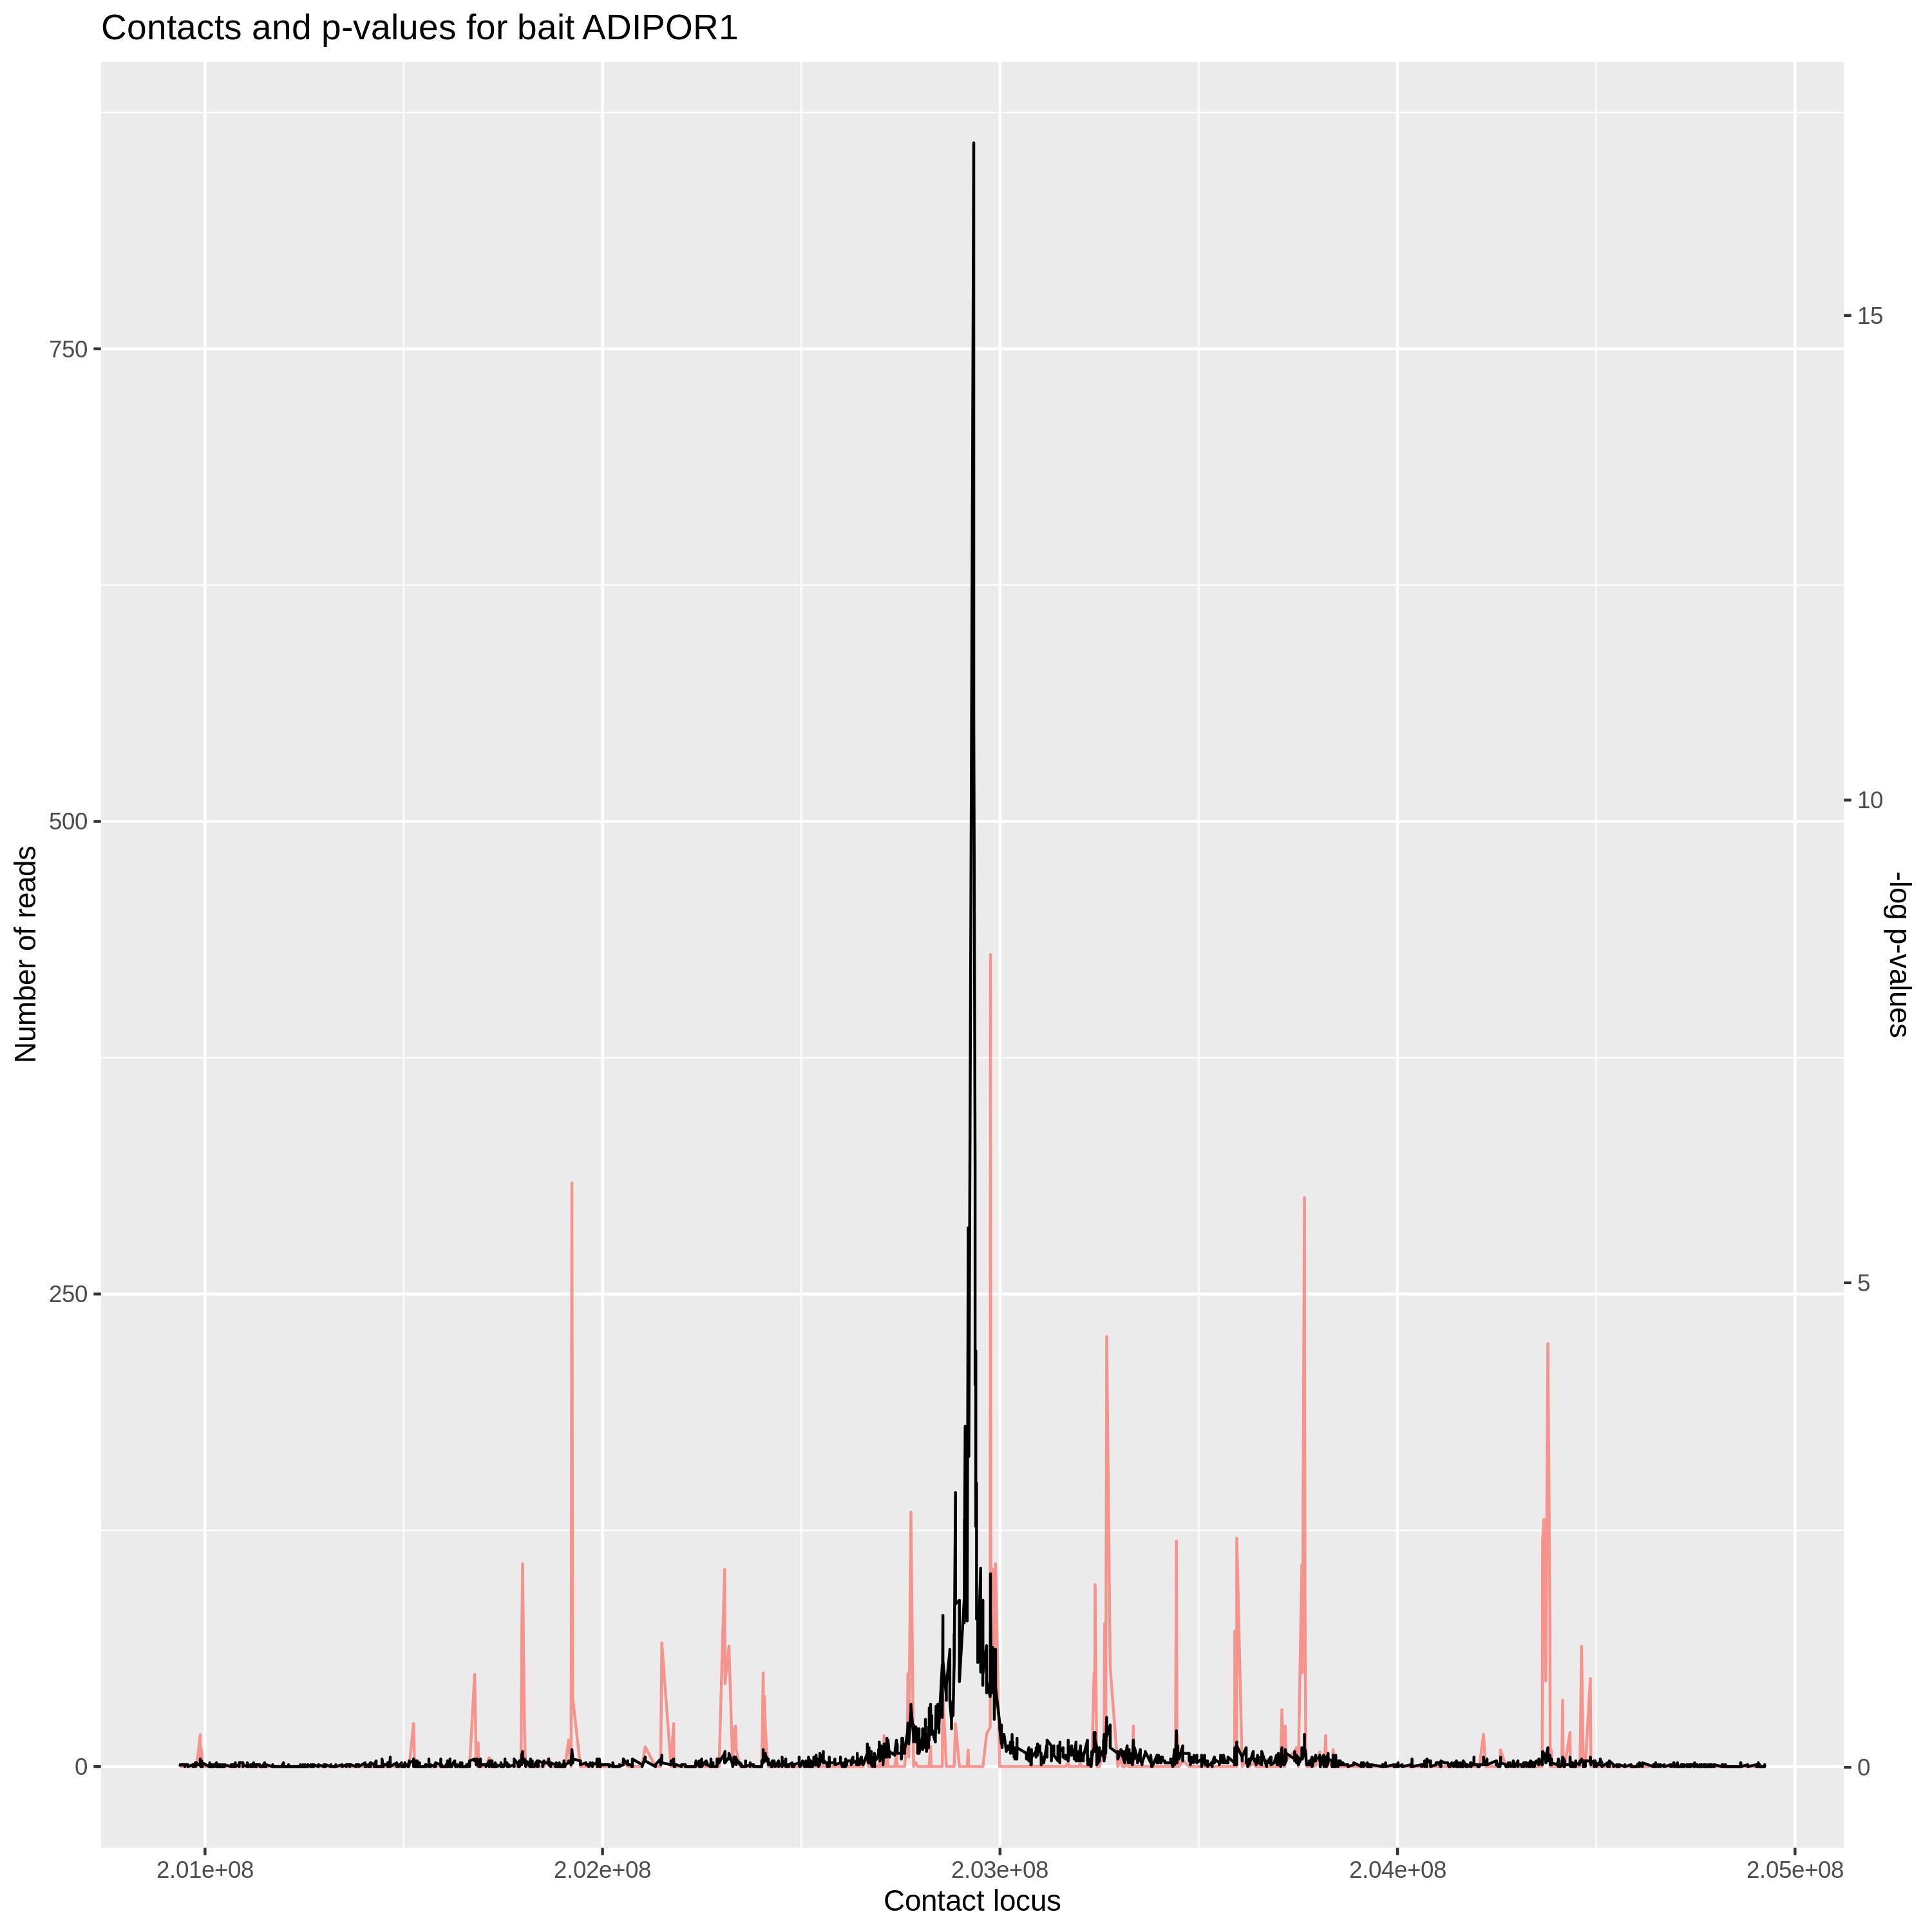 Contacts and p-values for bait ADIPOR1
750
500
250
0
15
10
5
0
Number of reads
-log p-values
2.01e+08
2.02e+08
2.03e+08
2.04e+08
2.05e+08
Contact locus